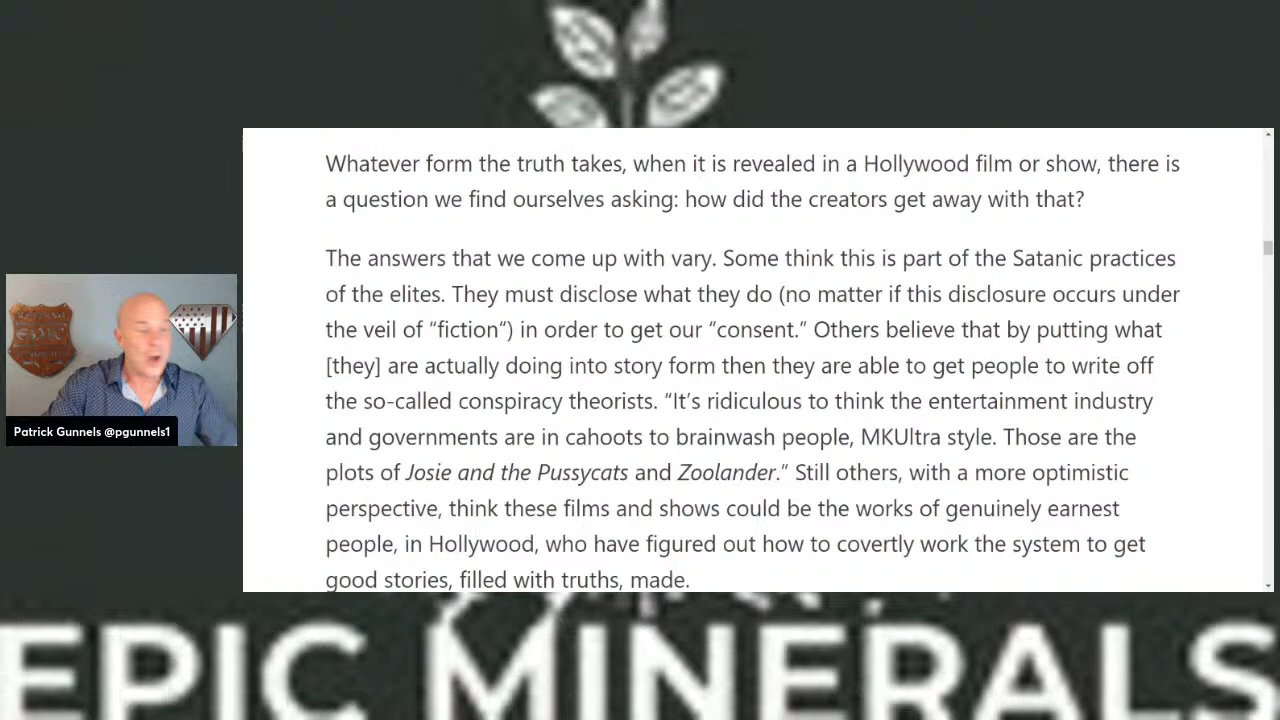 Whatever form the truth takes, when it is revealed in a Hollywood film or show, there is
a question we find ourselves asking: how did the creators get away with that?
The answers that we come up with vary. Some think this is part of the Satanic practices
of the elites. They must disclose what they do (no matter if this disclosure occurs under
the veil of “fiction“) in order to get our “consent.” Others believe that by putting what
[they] are actually doing into story form then they are able to get people to write off
the so-called conspiracy theorists. “It’s ridiculous to think the entertainment industry
and governments are in cahoots to brainwash people, MKUltra style. Those are the
plots of Josie and the Pussycats and Zoolander.” Still others, with a more optimistic
perspective, think these films and shows could be the works of genuinely earnest
people, in Hollywood, who have figured out how to covertly work the system to get
good stories, filled with truths, made.
EPIC
Patrick Gunnels @pgunnels1
EPIC MINERALS